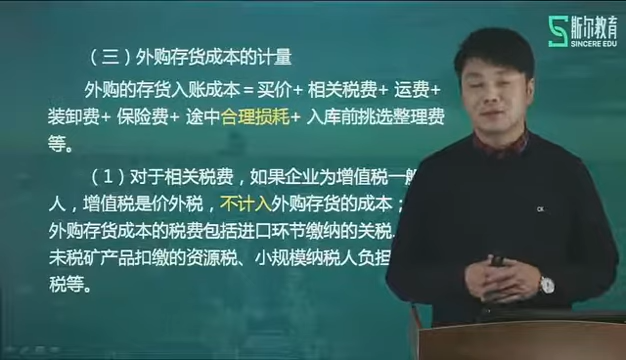 斯尔教育
SINCERE EDU
（三）外购存货成本的计量
外购的存货入账成本＝买价+ 相关税费+ 运费+
装卸费+ 保险费+ 途中合理损耗+ 入库前挑选整理费
等。
（1）对于相关税费，如果企业为增值税一般
人，增值税是价外税，不计入外购存货的成本；
外购存货成本的税费包括进口环节缴纳的关税
未税矿产品扣缴的资源税、小规模纳税人负担
税等。
CK